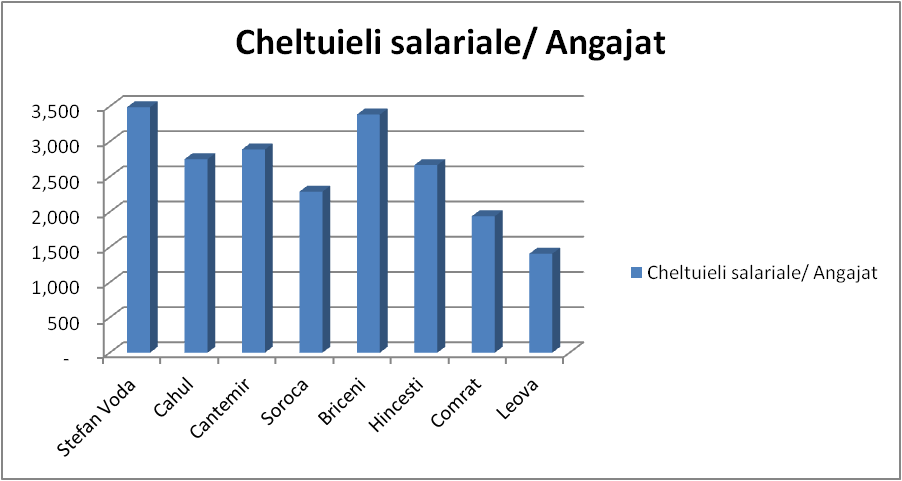 Cheltuieli salariale/ Angajat
3,500
3,000
2,500
2,000
1,500
1,000
500
-
Stefan Voda
Cahul
Cantemir
Soroca
Briceni
Hincesti
Comrat
Leova
Cheltuieli salariale/ Angajat